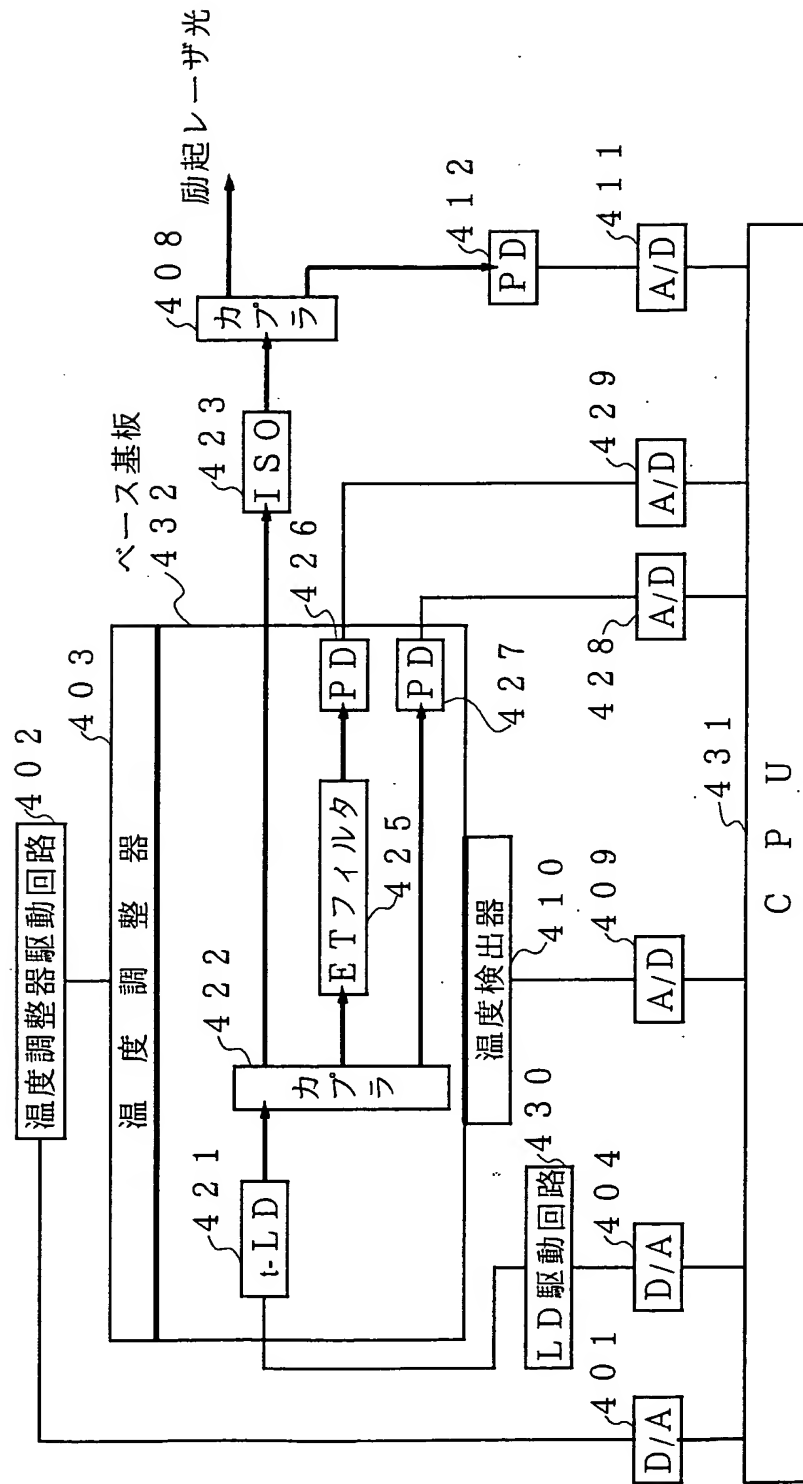 温度調整器駆動回路
402
温度調整器
403
ベース基板
432
t-LD
421
カプラ
422
ETフィルタ
425
PD
426
PD
427
ISO
423
カプラ
408
励起レーザ光
PD
412
温度検出器
410
LD駆動回路
430
D/A
401
D/A
404
A/D
409
A/D
428
A/D
429
A/D
411
CPU
431